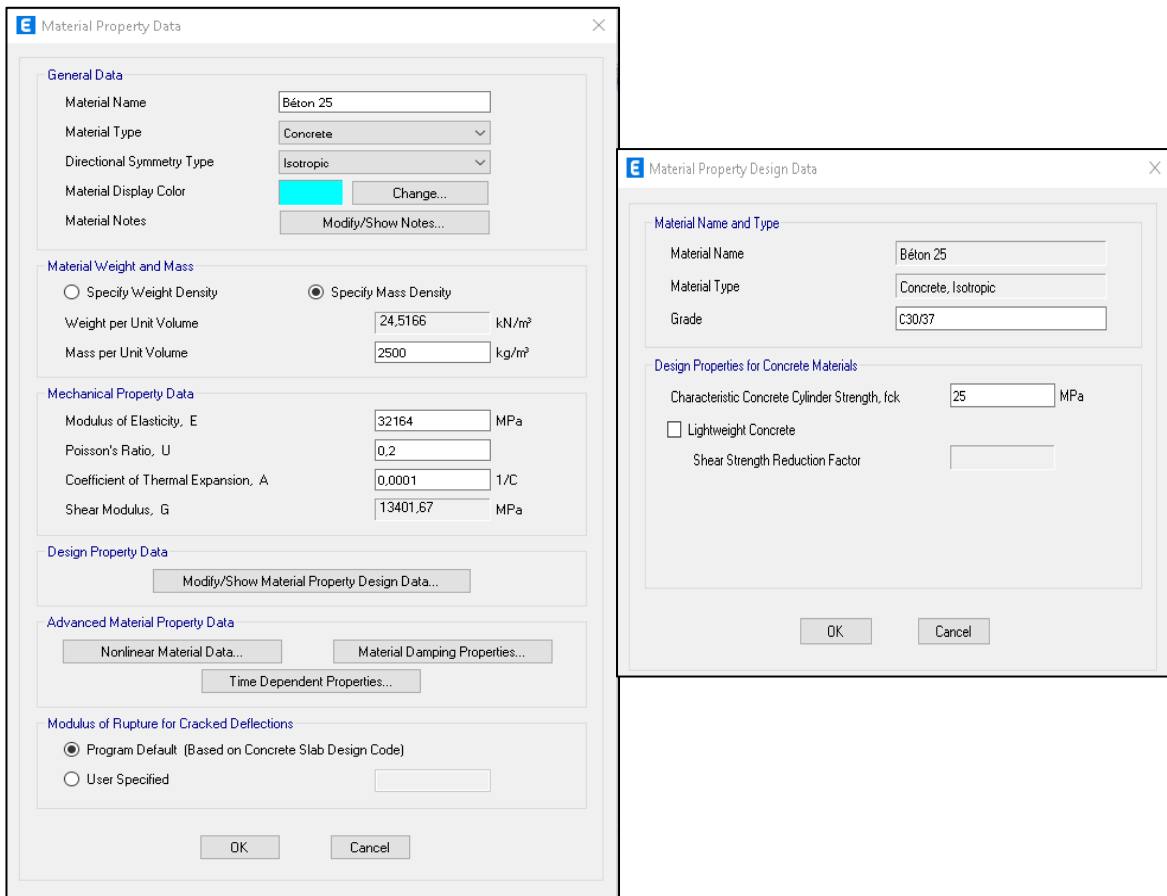 E Material Property Data
General Data
Material Name Béton 25
Material Type Concrete
Directional Symmetry Type Isotropic
Material Display Color Change...
Material Notes Modify/Show Notes...
Material Weight and Mass
Specify Weight Density Specify Mass Density
Weight per Unit Volume 24,5166 kN/m³
Mass per Unit Volume 2500 kg/m³
Mechanical Property Data
Modulus of Elasticity, E 32164 MPa
Poisson's Ratio, U 0,2
Coefficient of Thermal Expansion, A 0,0001 1/C
Shear Modulus, G 13401,67 MPa
Design Property Data
Modify/Show Material Property Design Data...
Advanced Material Property Data
Nonlinear Material Data... Material Damping Properties...
Time Dependent Properties...
Modulus of Rupture for Cracked Deflections
Program Default (Based on Concrete Slab Design Code)
User Specified
OK Cancel
E Material Property Design Data
Material Name and Type
Material Name Béton 25
Material Type Concrete, Isotropic
Grade C30/37
Design Properties for Concrete Materials
Characteristic Concrete Cylinder Strength, fck 25 MPa
Lightweight Concrete
Shear Strength Reduction Factor
OK Cancel